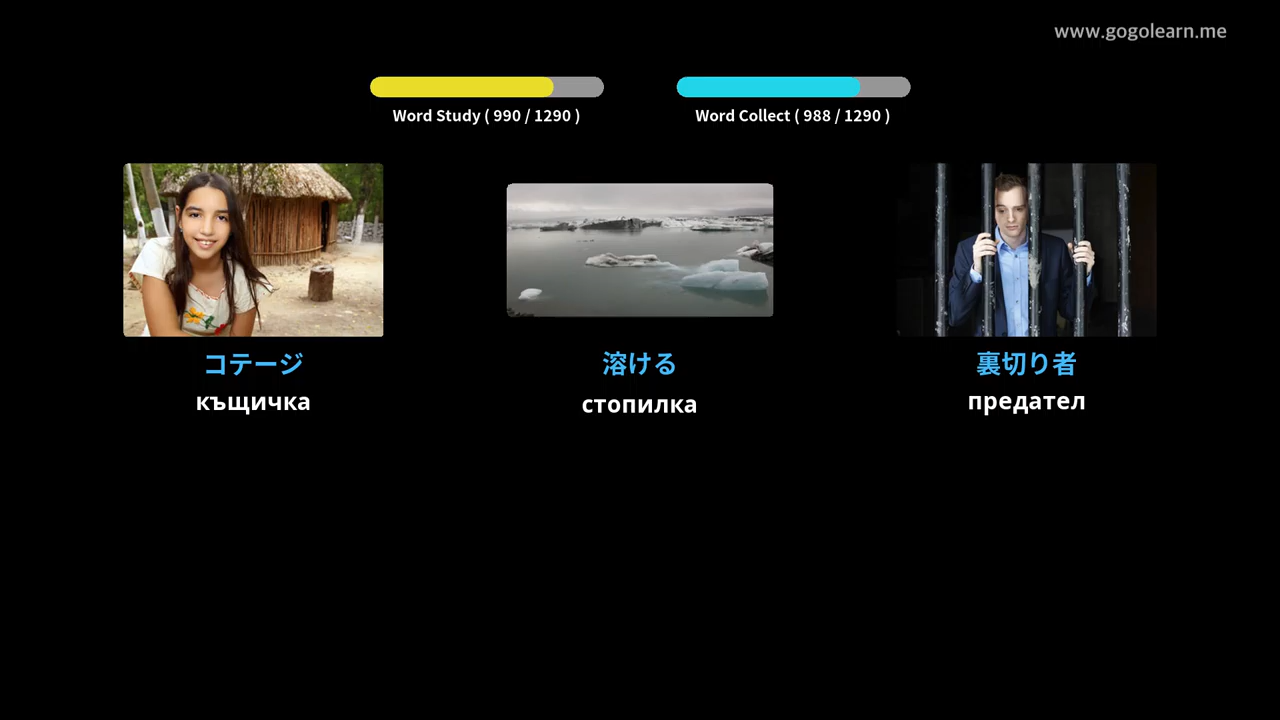 www.gogolearn.me
Word Study ( 990 / 1290 )
Word Collect ( 988 / 1290 )
コテージ
къщичка
溶ける
стопилка
裏切り者
предател